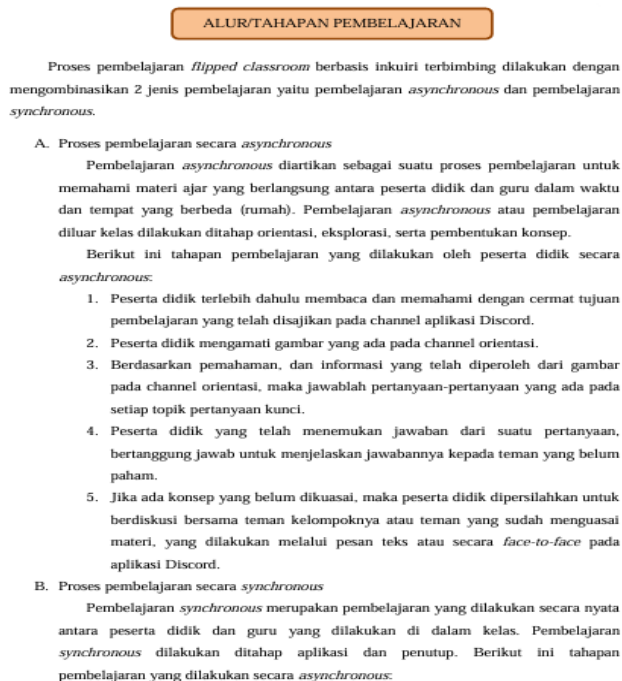 ALUR/TAHAPAN PEMBELAJARAN
Proses pembelajaran flipped classroom berbasis inkuiri terbimbing dilakukan dengan
mengombinasikan 2 jenis pembelajaran yaitu pembelajaran asynchronous dan pembelajaran
synchronous.
A. Proses pembelajaran secara asynchronous
Pembelajaran asynchronous diartikan sebagai suatu proses pembelajaran untuk
memahami materi ajar yang berlangsung antara peserta didik dan guru dalam waktu
dan tempat yang berbeda (rumah). Pembelajaran asynchronous atau pembelajaran
diluar kelas dilakukan ditahap orientasi, eksplorasi, serta pembentukan konsep.
Berikut ini tahapan pembelajaran yang dilakukan oleh peserta didik secara
asynchronous:
1. Peserta didik terlebih dahulu membaca dan memahami dengan cermat tujuan
pembelajaran yang telah disajikan pada channel aplikasi Discord.
2. Peserta didik mengamati gambar yang ada pada channel orientasi.
3. Berdasarkan pemahaman, dan informasi yang telah diperoleh dari gambar
pada channel orientasi, maka jawablah pertanyaan-pertanyaan yang ada pada
setiap topik pertanyaan kunci.
4. Peserta didik yang telah menemukan jawaban dari suatu pertanyaan,
bertanggung jawab untuk menjelaskan jawabannya kepada teman yang belum
paham.
5. Jika ada konsep yang belum dikuasai, maka peserta didik dipersilahkan untuk
berdiskusi bersama teman kelompoknya atau teman yang sudah menguasai
materi, yang dilakukan melalui pesan teks atau secara face-to-face pada
aplikasi Discord.
B. Proses pembelajaran secara synchronous
Pembelajaran synchronous merupakan pembelajaran yang dilakukan secara nyata
antara peserta didik dan guru yang dilakukan di dalam kelas. Pembelajaran
synchronous dilakukan ditahap aplikasi dan penutup. Berikut ini tahapan
pembelajaran yang dilakukan secara asynchronous: